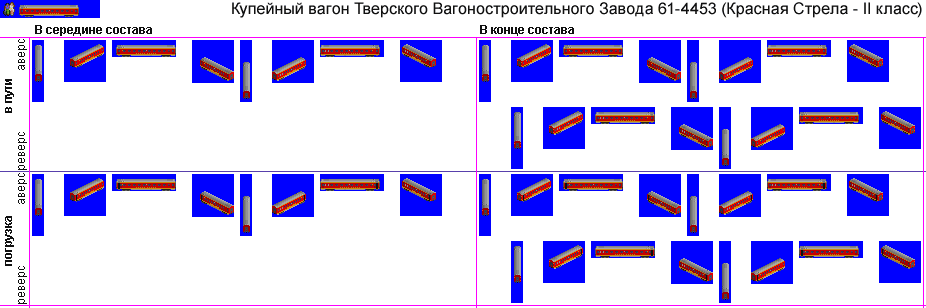 Купейный вагон Тверского Вагоностроительного Завода 61-4453 (Красная Стрела - II класс)
В середине состава
В конце состава
в пути
аверс
реверс
погрузка
аверс
реверс